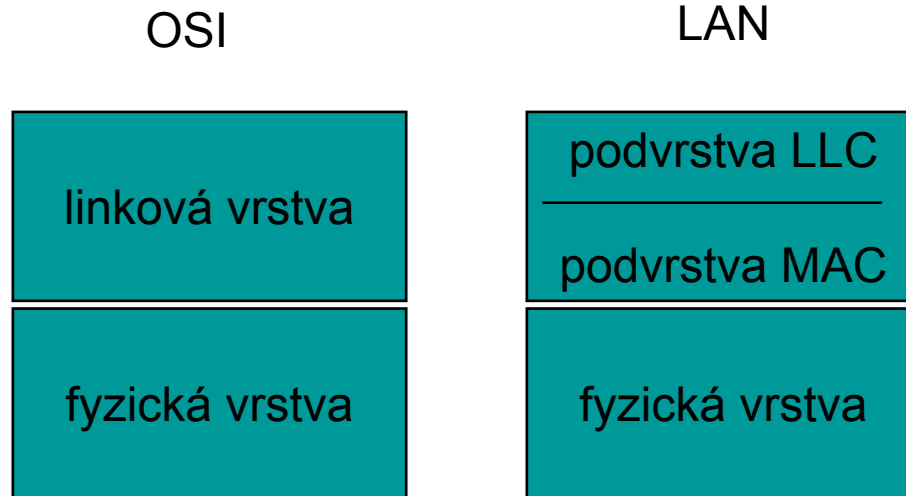 OSI
LAN
linková vrstva
podvrstva LLC
podvrstva MAC
fyzická vrstva
fyzická vrstva